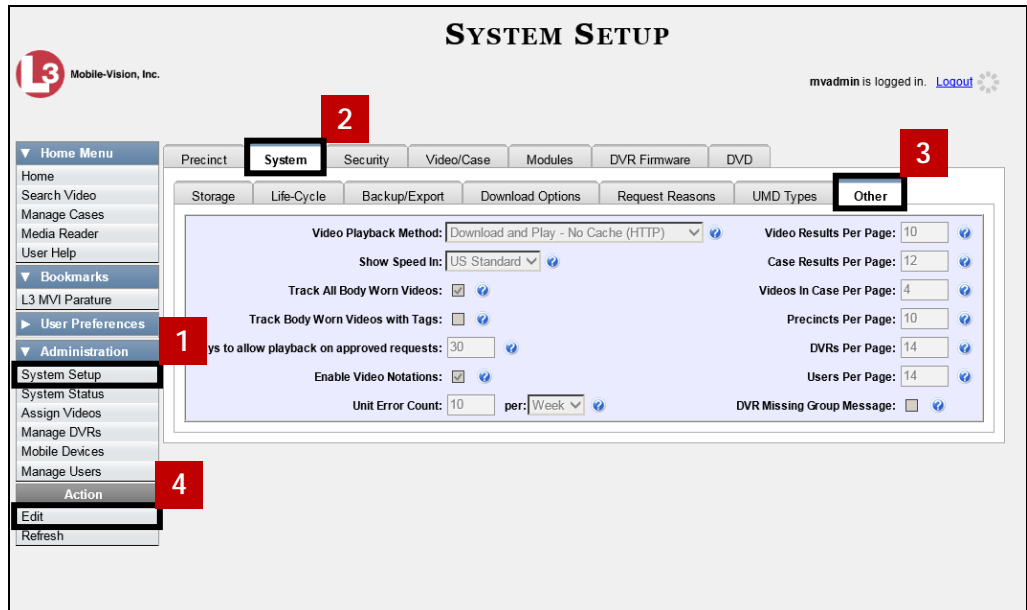 SYSTEM SETUP
L3 Mobile-Vision, Inc.
mvadmin is logged in. Logout
2
3
1
4
Home Menu
Home
Search Video
Manage Cases
Media Reader
User Help
Bookmarks
L3 MVI Parature
User Preferences
Administration
System Setup
System Status
Assign Videos
Manage DVRs
Mobile Devices
Manage Users
Action
Edit
Refresh
Precinct System Security Video/Case Modules DVR Firmware DVD
Storage Life-Cycle Backup/Export Download Options Request Reasons UMD Types Other
Video Playback Method: Download and Play - No Cache (HTTP) ?
Show Speed In: US Standard ?
Track All Body Worn Videos: ?
Track Body Worn Videos with Tags: ?
ys to allow playback on approved requests: 30 ?
Enable Video Notations: ?
Unit Error Count: 10 per: Week ?
Video Results Per Page: 10 ?
Case Results Per Page: 12 ?
Videos In Case Per Page: 4 ?
Precincts Per Page: 10 ?
DVRs Per Page: 14 ?
Users Per Page: 14 ?
DVR Missing Group Message: ?